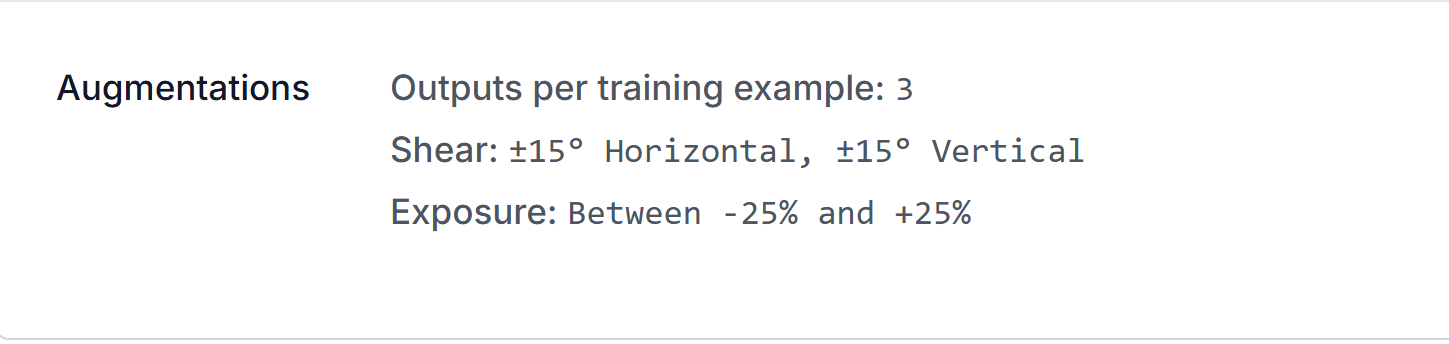 Augmentations
Outputs per training example: 3
Shear: ±15° Horizontal, ±15° Vertical
Exposure: Between -25% and +25%